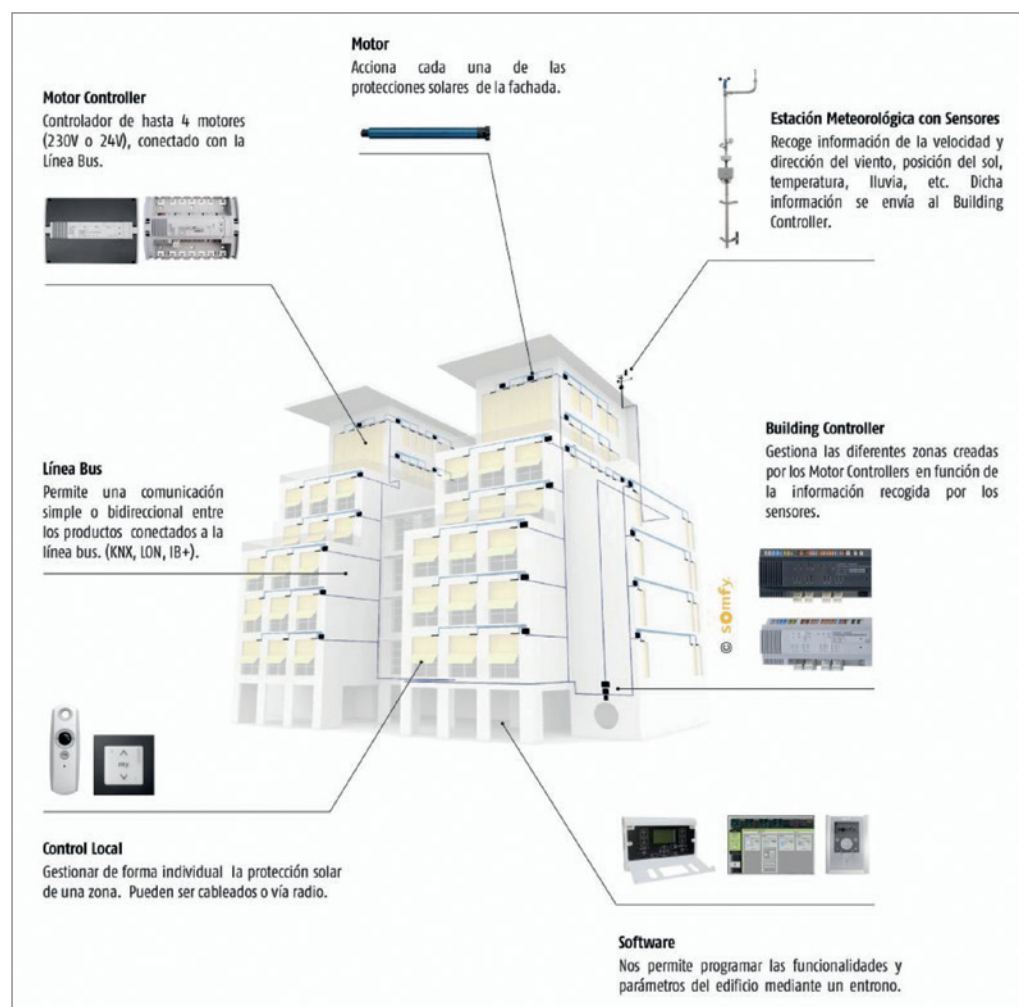 Motor
Acciona cada una de las
protecciones solares de la fachada.
Motor Controller
Controlador de hasta 4 motores
(230V o 24V), conectado con la
Línea Bus.
Estación Meteorológica con Sensores
Recoge información de la velocidad y
dirección del viento, posición del sol,
temperatura, lluvia, etc. Dicha
información se envía al Building
Controller.
Building Controller
Gestiona las diferentes zonas creadas
por los Motor Controllers en función de
la información recogida por los
sensores.
Línea Bus
Permite una comunicación
simple o bidireccional entre
los productos conectados a la
línea bus. (KNX, LON, IB+).
© somfy.
my
Control Local
Gestionar de forma individual la protección solar
de una zona. Pueden ser cableados o vía radio.
Software
Nos permite programar las funcionalidades y
parámetros del edificio mediante un entrono.